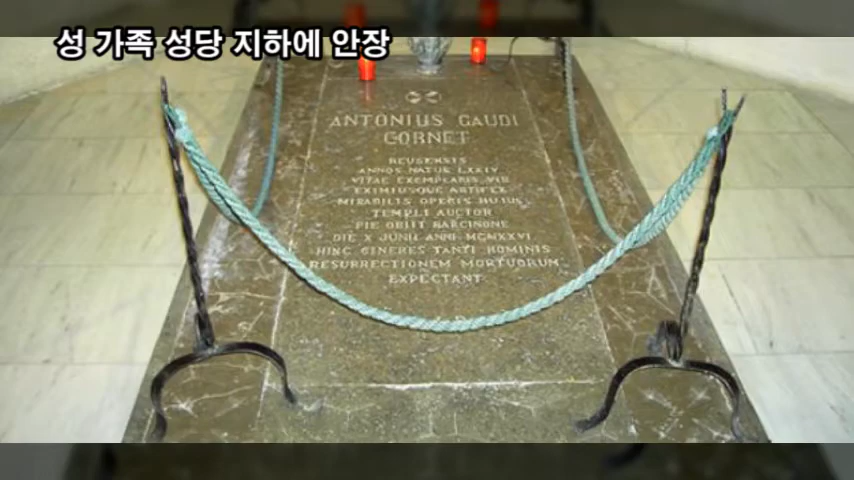 성 가족 성당 지하에 안장
ANTONIUS GAUDI
CORNET
REUSENSIS
ANNOS NATUS LXXIV
VITAE EXEMPLARIS VIR
EXIMIUSQUE ARTIFEX
MIRABILIS OPERIS HUIUS
TEMPLI AUCTOR
PIE OBIIT BARCINONE
DIE X JUNII ANNI MCMXXVI
HINC CINERES TANTI HOMINIS
RESURRECTIONEM MORTUORUM
EXPECTANT